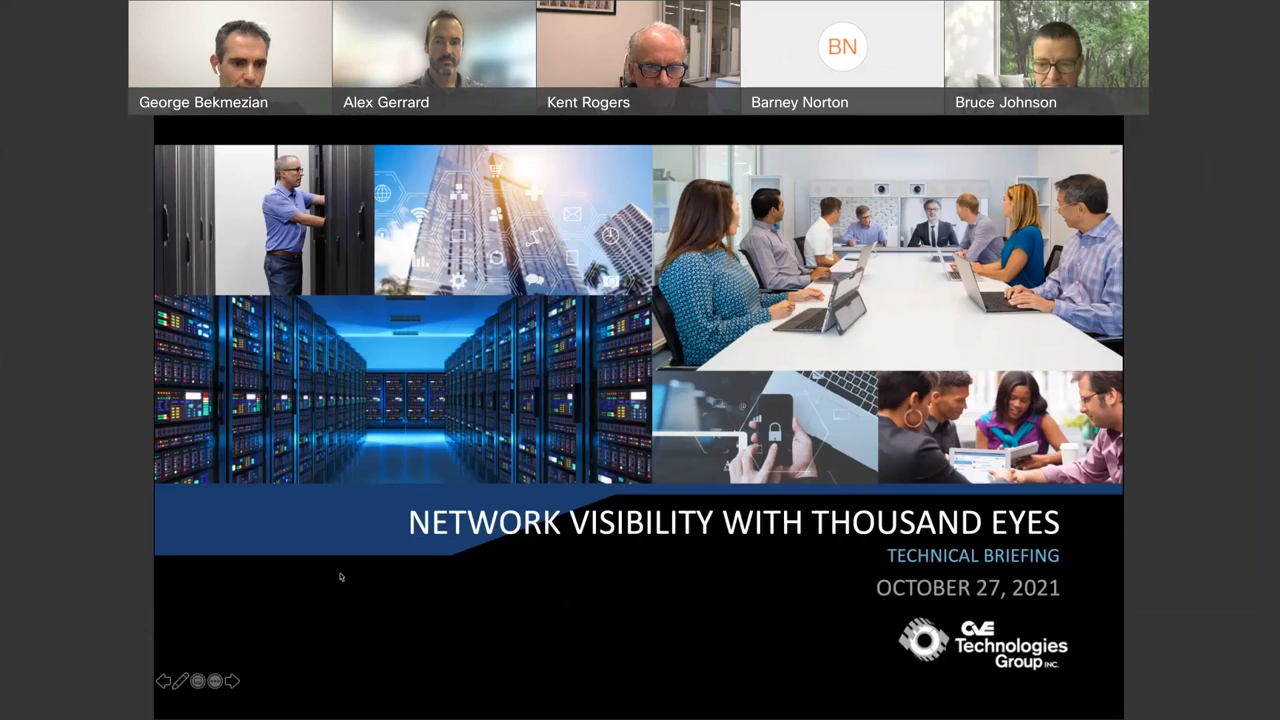 George Bekmezian
Alex Gerrard
Kent Rogers
BN
Barney Norton
Bruce Johnson
NETWORK VISIBILITY WITH THOUSAND EYES
TECHNICAL BRIEFING
OCTOBER 27, 2021
CVE
Technologies
Group INC.